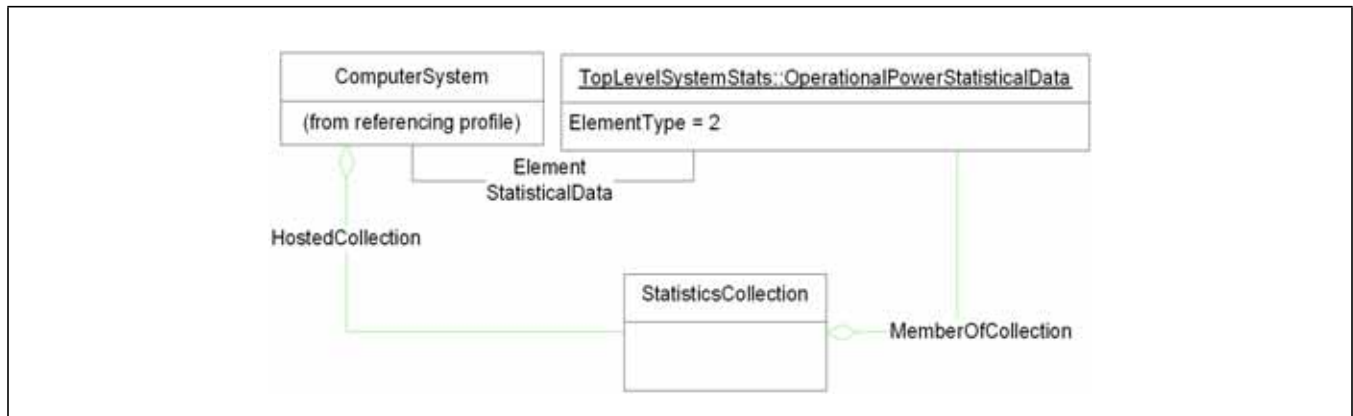 ComputerSystem
(from referencing profile)
TopLevelSystemStats::OperationalPowerStatisticalData
ElementType = 2
Element
StatisticalData
HostedCollection
StatisticsCollection
MemberOfCollection